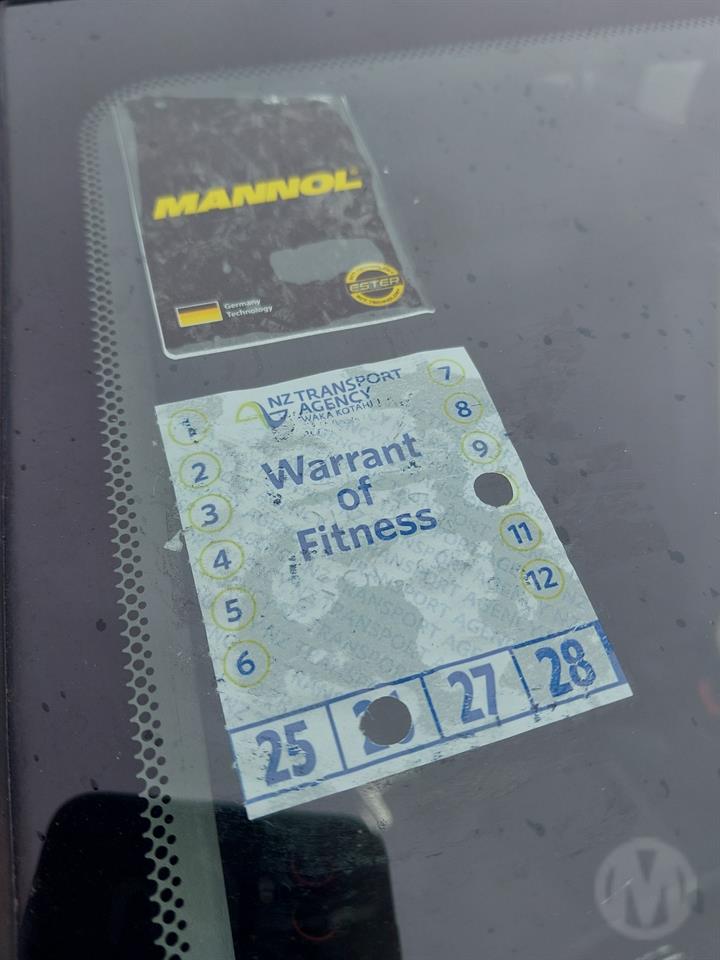 MANNOL
ESTER
Germany
Technology
NZ TRANSPORT
AGENCY
WAKA KOTAHI
Warrant
of
Fitness
2
3
4
5
6
7
8
9
11
12
25
27
28
M